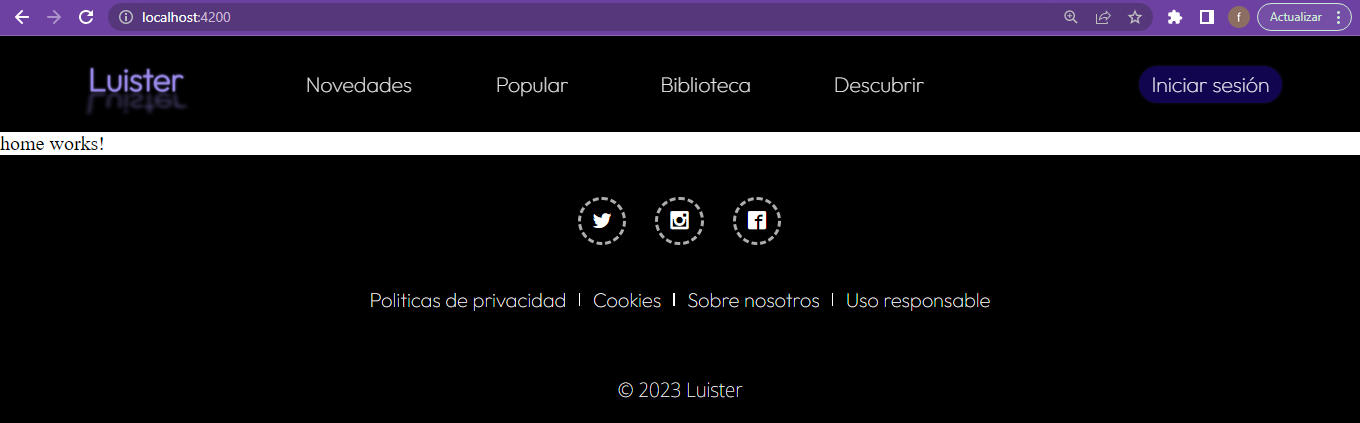 localhost:4200 f Actualizar
Luister Novedades Popular Biblioteca Descubrir Iniciar sesión
home works!
Politicas de privacidad | Cookies | Sobre nosotros | Uso responsable
© 2023 Luister